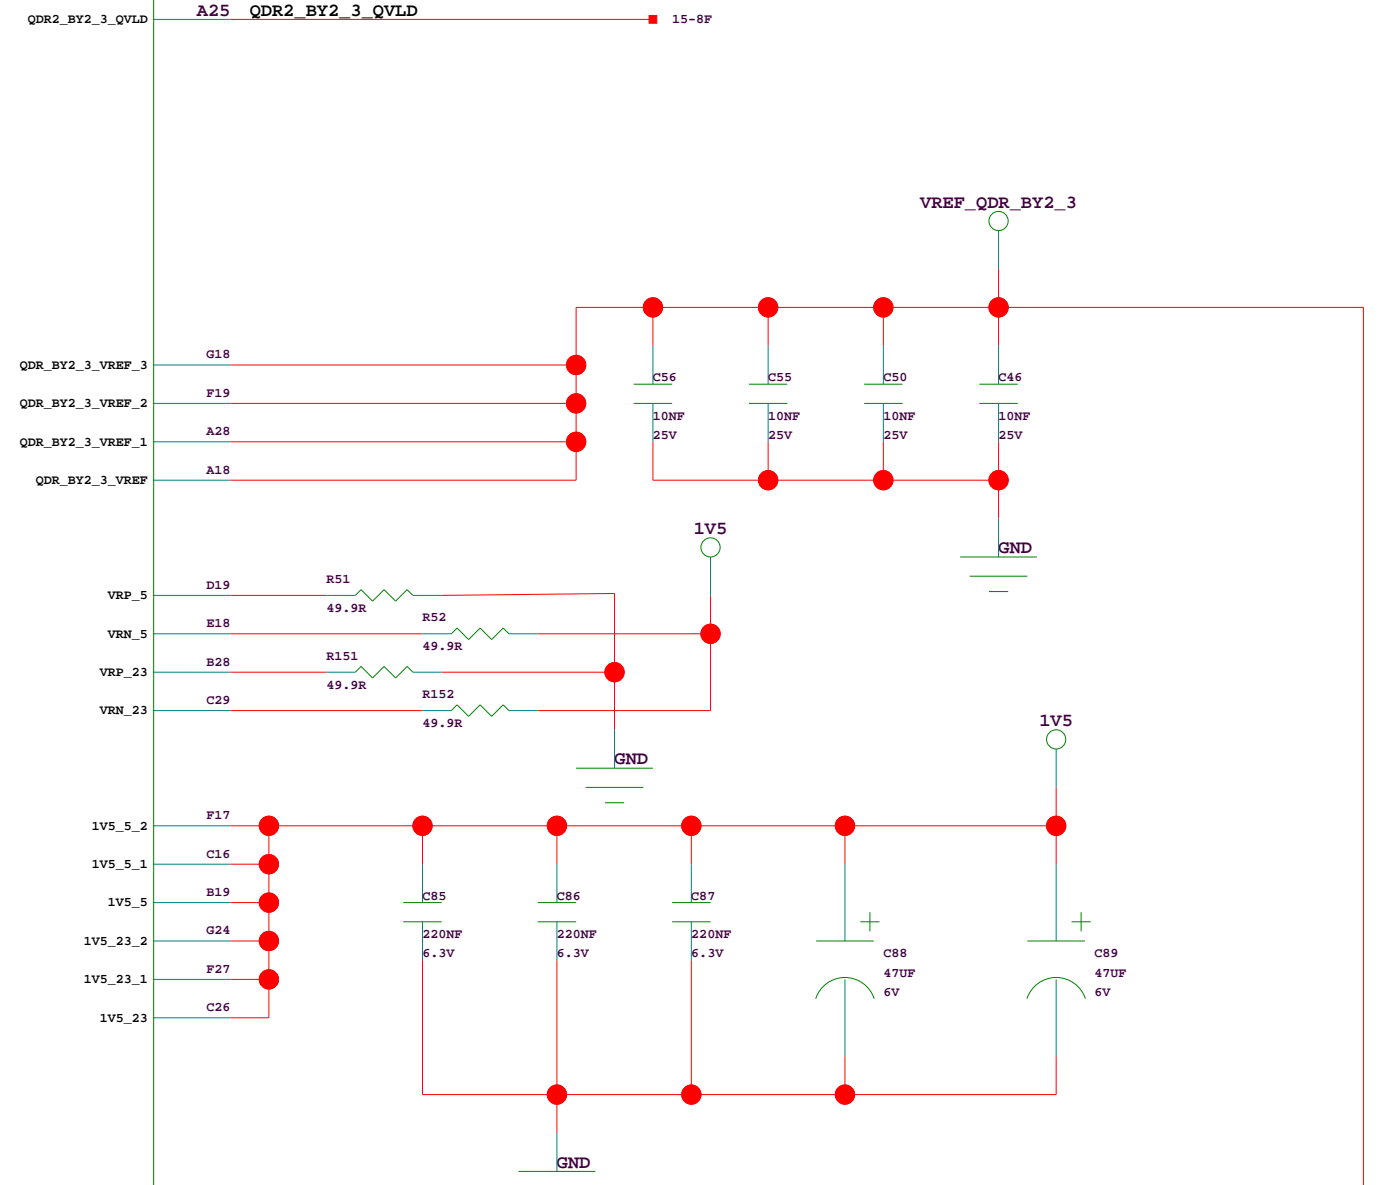 QDR2_BY2_3_QVLD A25 QDR2_BY2_3_QVLD 15-8F
VREF_QDR_BY2_3
QDR_BY2_3_VREF_3 G18
C56 C55 C50 C46
QDR_BY2_3_VREF_2 F19
10NF 10NF 10NF 10NF
QDR_BY2_3_VREF_1 A28
25V 25V 25V 25V
QDR_BY2_3_VREF A18
1V5
GND
VRP_5 D19 R51
49.9R
VRN_5 E18 R52
49.9R
VRP_23 B28 R151
49.9R
VRN_23 C29 R152
49.9R
1V5
GND
1V5_5_2 F17
1V5_5_1 C16
1V5_5 B19
C85 C86 C87
1V5_23_2 G24
220NF 220NF 220NF
6.3V 6.3V 6.3V
C88 C89
1V5_23_1 F27
47UF 47UF
6V 6V
1V5_23 C26
GND